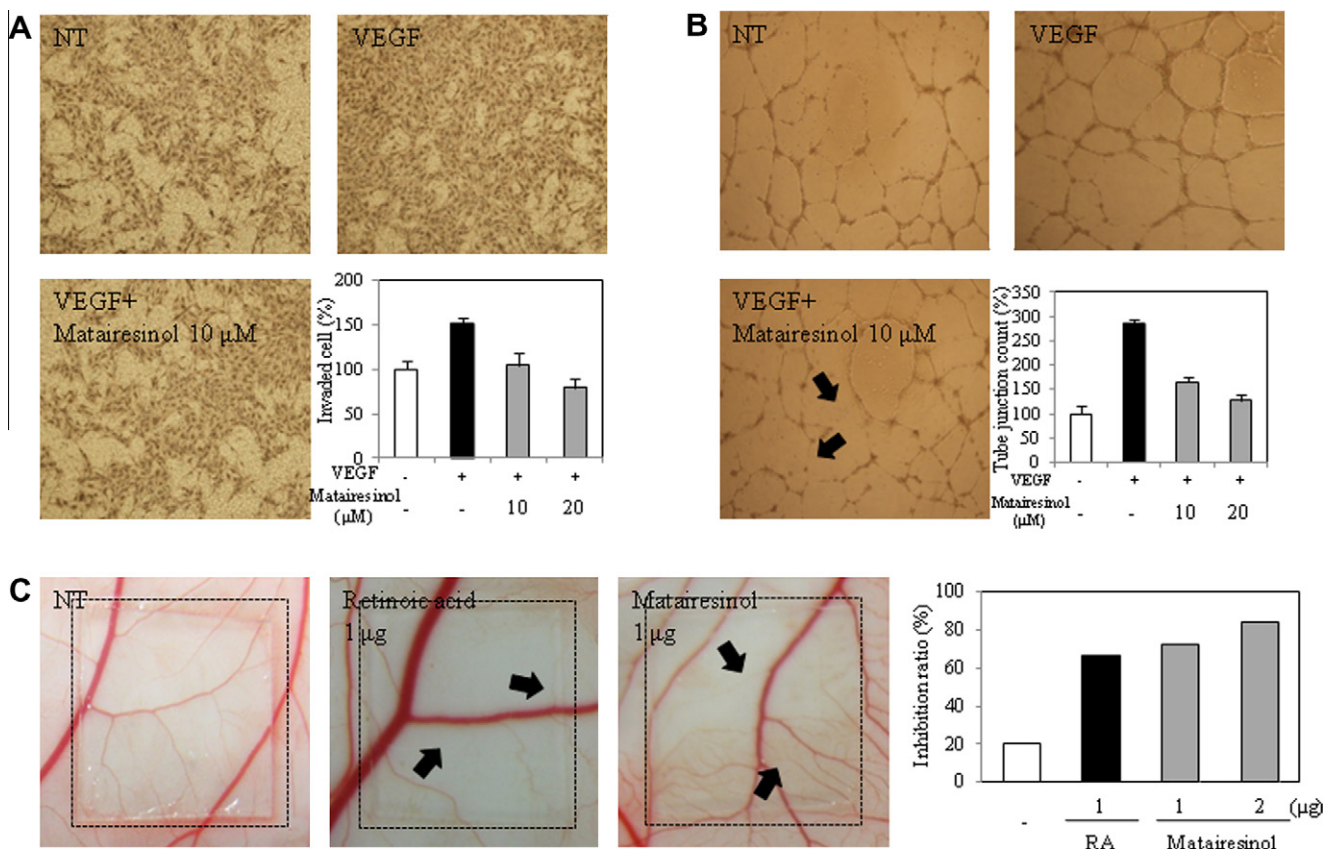 A
NT
VEGF
VEGF+
Matairesinol 10 μM
Invaded cell (%)
200
150
100
50
0
VEGF - + + +
Matairesinol
(μM) - - 10 20
B
NT
VEGF
VEGF+
Matairesinol 10 μM
Tube junction count (%)
350
300
250
200
150
100
50
0
VEGF - + + +
Matairesinol
(μM) - - 10 20
C
NT
Retinoic acid
1 μg
Matairesinol
1 μg
Inhibition ratio (%)
100
80
60
40
20
0
- 1 1 2 (μg)
RA Matairesinol